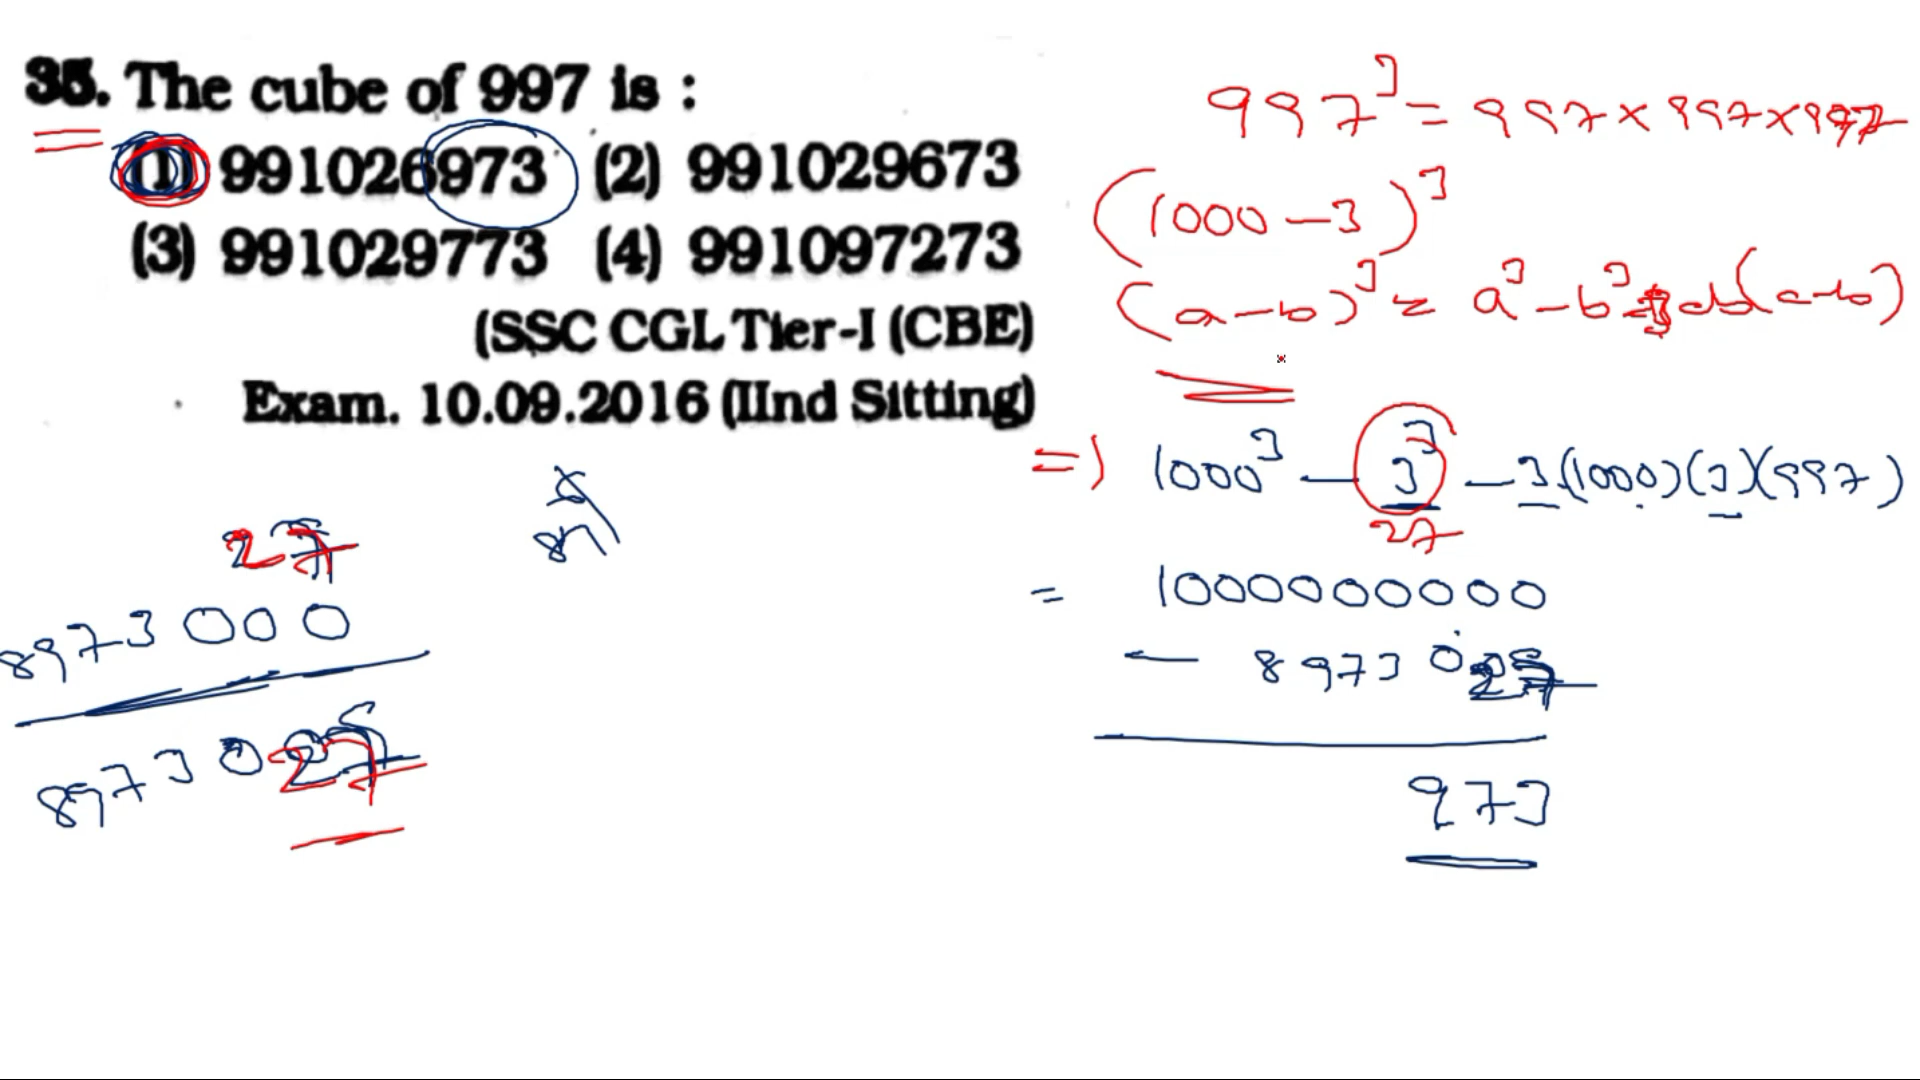 35. The cube of 997 is :
(1) 991026973 (2) 991029673
(3) 991029773 (4) 991097273
(SSC CGL Tier-I (CBE)
Exam. 10.09.2016 (IInd Sitting)
997³ = 997 × 997 × 997
(1000 - 3)³
(a - b)³ = a³ - b³ - 3ab(a-b)
=) 1000³ - 3³ - 3(1000)(3)(997)
27
= 1000000000
- 8973027
973
27
8973000
8973027